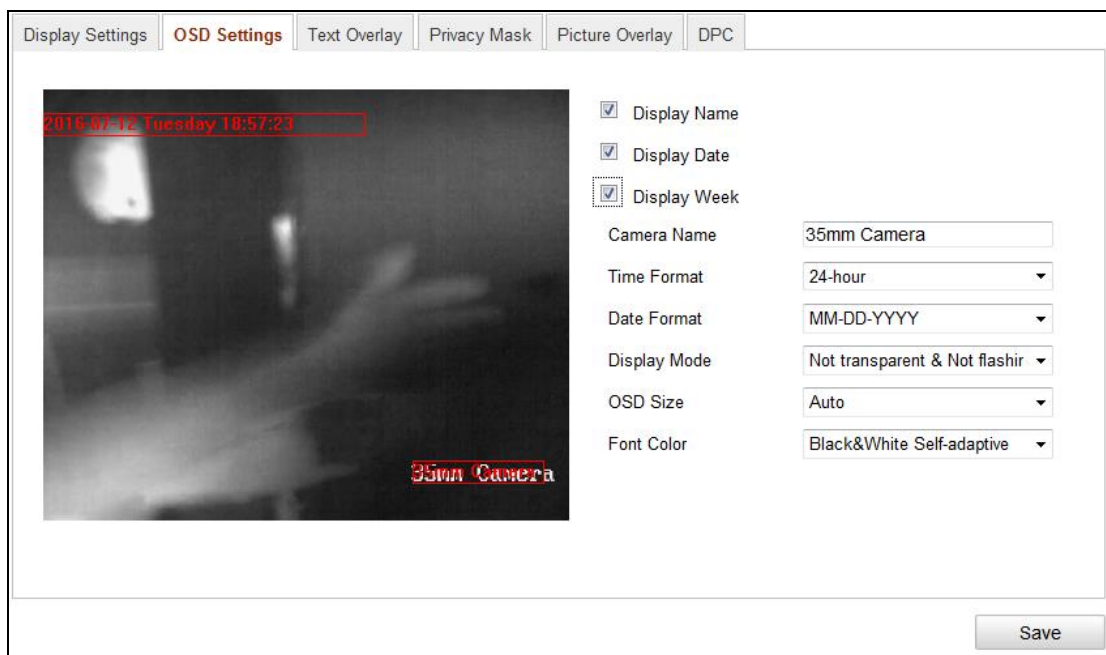 Display Settings OSD Settings Text Overlay Privacy Mask Picture Overlay DPC
2016-07-12 Tuesday 18:57:23
Display Name
Display Date
Display Week
Camera Name 35mm Camera
Time Format 24-hour
Date Format MM-DD-YYYY
Display Mode Not transparent & Not flashir
OSD Size Auto
Font Color Black&White Self-adaptive
35mm Camera
Save